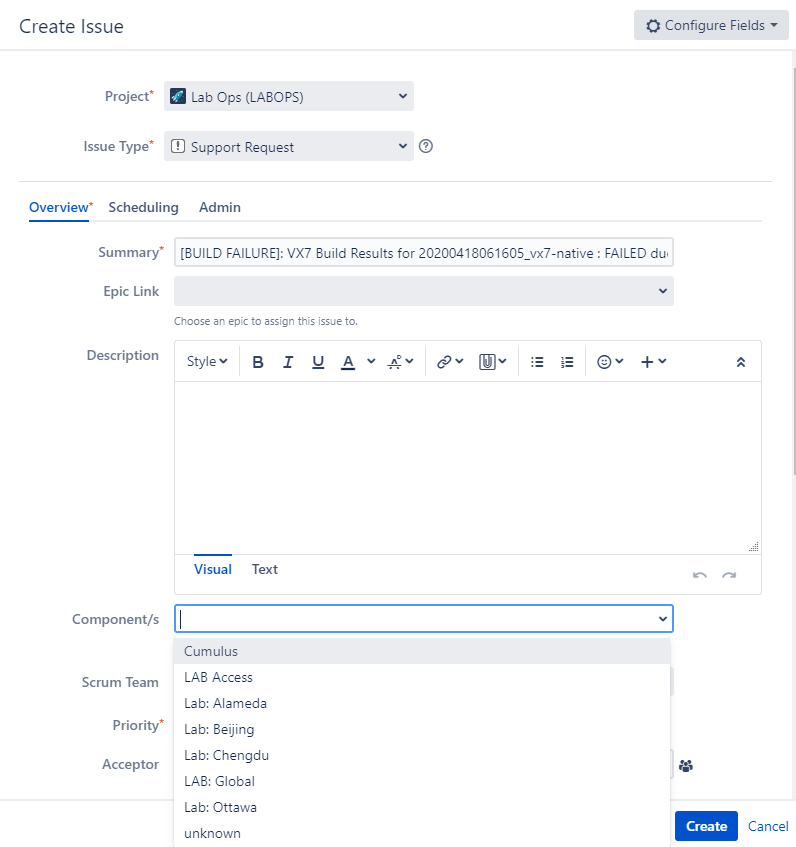 Create Issue
Configure Fields
Project*
Lab Ops (LABOPS)
Issue Type*
Support Request
Overview* Scheduling Admin
Summary*
[BUILD FAILURE]: VX7 Build Results for 20200418061605_vx7-native : FAILED du
Epic Link
Choose an epic to assign this issue to.
Description
Style B I U A
Visual Text
Component/s
Cumulus
LAB Access
Scrum Team
Lab: Alameda
Priority*
Lab: Beijing
Lab: Chengdu
Acceptor
LAB: Global
Lab: Ottawa
unknown
Create Cancel